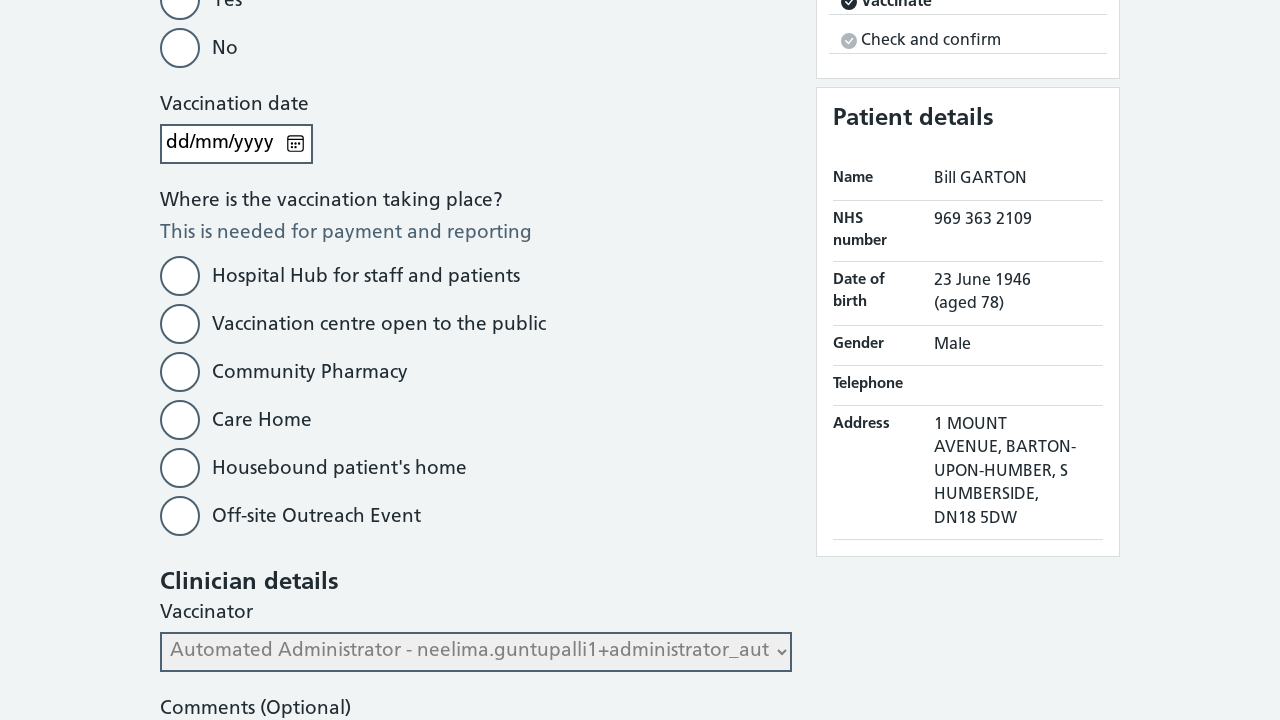 Yes
No
Vaccination date
dd/mm/yyyy
Where is the vaccination taking place?
This is needed for payment and reporting
Hospital Hub for staff and patients
Vaccination centre open to the public
Community Pharmacy
Care Home
Housebound patient's home
Off-site Outreach Event
Clinician details
Vaccinator
Automated Administrator - neelima.guntupalli1+administrator_aut
Comments (Optional)
Vaccinate
Check and confirm
Patient details
Name Bill GARTON
NHS number 969 363 2109
Date of birth 23 June 1946 (aged 78)
Gender Male
Telephone
Address 1 MOUNT
AVENUE, BARTON-
UPON-HUMBER, S
HUMBERSIDE,
DN18 5DW